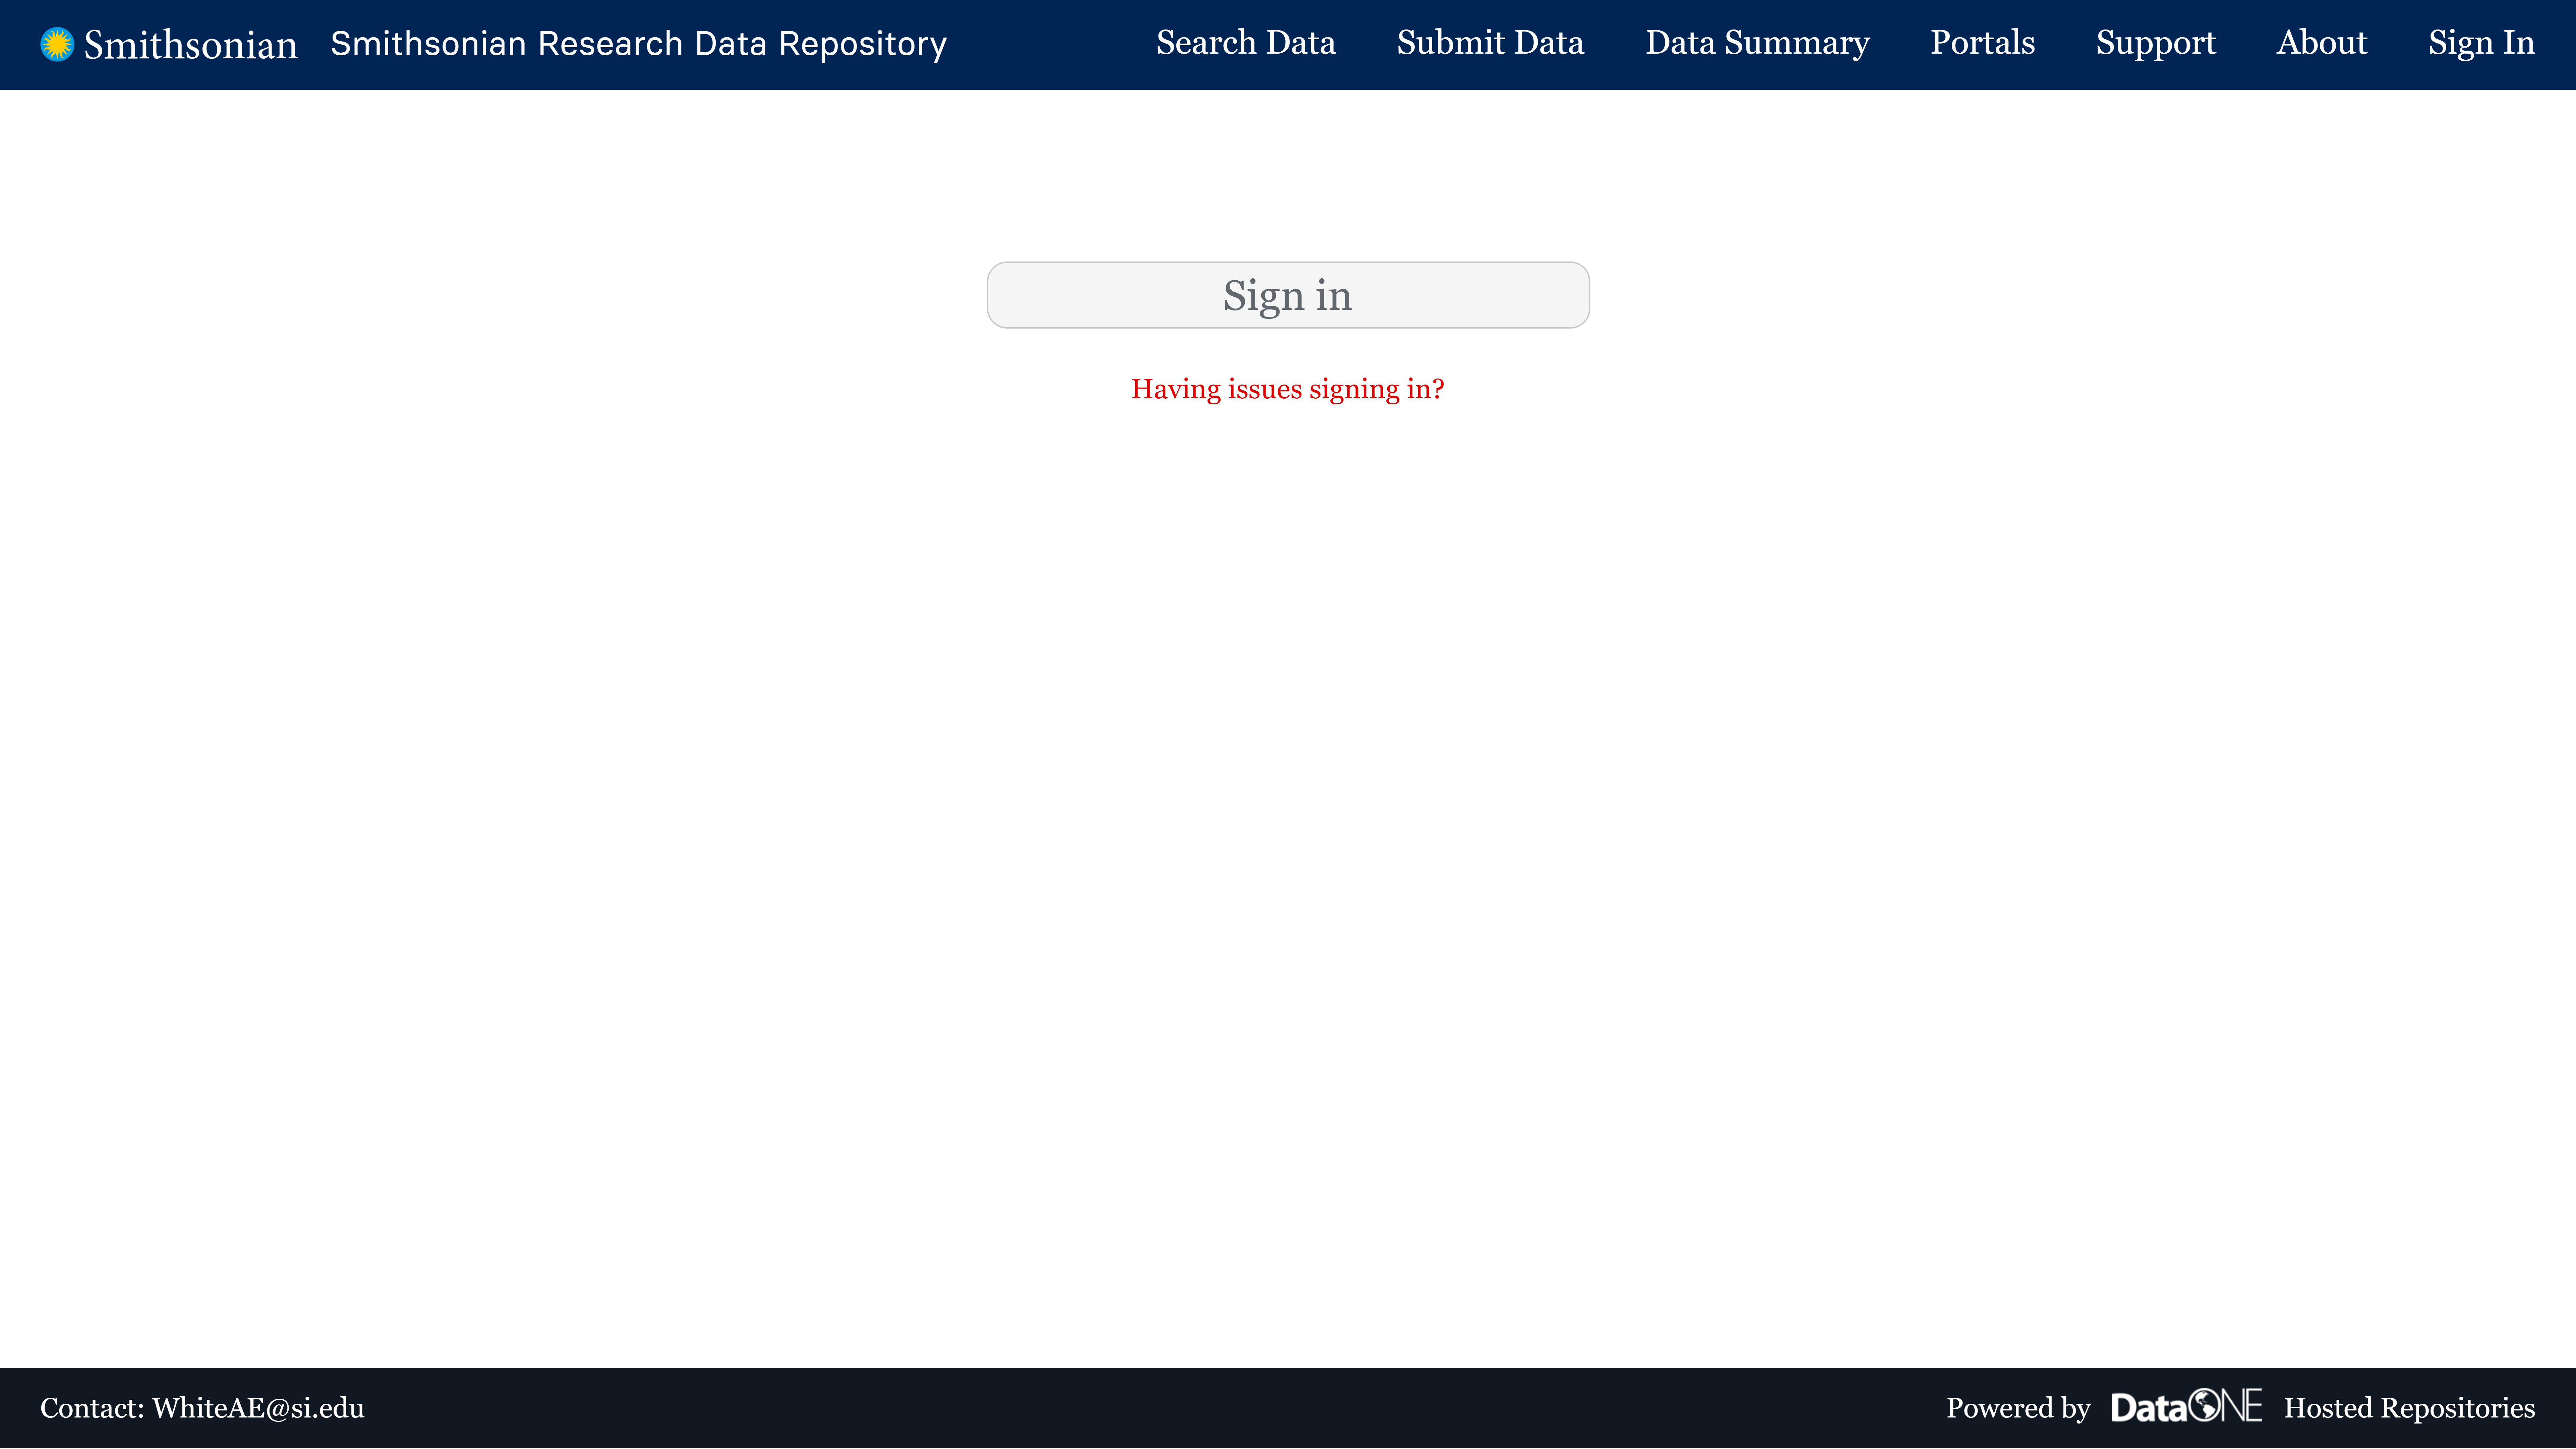 Smithsonian Smithsonian Research Data Repository Search Data Submit Data Data Summary Portals Support About Sign In
Sign in
Having issues signing in?
Contact: WhiteAE@si.edu Powered by DataONE Hosted Repositories